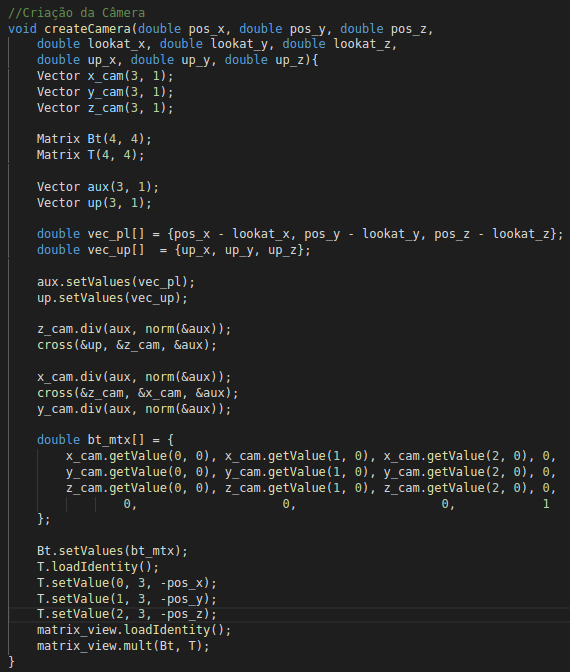 //Criação da Câmera
void createCamera(double pos_x, double pos_y, double pos_z,
    double lookat_x, double lookat_y, double lookat_z,
    double up_x, double up_y, double up_z){
    Vector x_cam(3, 1);
    Vector y_cam(3, 1);
    Vector z_cam(3, 1);

    Matrix Bt(4, 4);
    Matrix T(4, 4);

    Vector aux(3, 1);
    Vector up(3, 1);

    double vec_pl[] = {pos_x - lookat_x, pos_y - lookat_y, pos_z - lookat_z};
    double vec_up[]  = {up_x, up_y, up_z};

    aux.setValues(vec_pl);
    up.setValues(vec_up);

    z_cam.div(aux, norm(&aux));
    cross(&up, &z_cam, &aux);

    x_cam.div(aux, norm(&aux));
    cross(&z_cam, &x_cam, &aux);
    y_cam.div(aux, norm(&aux));

    double bt_mtx[] = {
        x_cam.getValue(0, 0), x_cam.getValue(1, 0), x_cam.getValue(2, 0), 0,
        y_cam.getValue(0, 0), y_cam.getValue(1, 0), y_cam.getValue(2, 0), 0,
        z_cam.getValue(0, 0), z_cam.getValue(1, 0), z_cam.getValue(2, 0), 0,
                0,                    0,                    0,            1
    };

    Bt.setValues(bt_mtx);
    T.loadIdentity();
    T.setValue(0, 3, -pos_x);
    T.setValue(1, 3, -pos_y);
    T.setValue(2, 3, -pos_z);
    matrix_view.loadIdentity();
    matrix_view.mult(Bt, T);
}